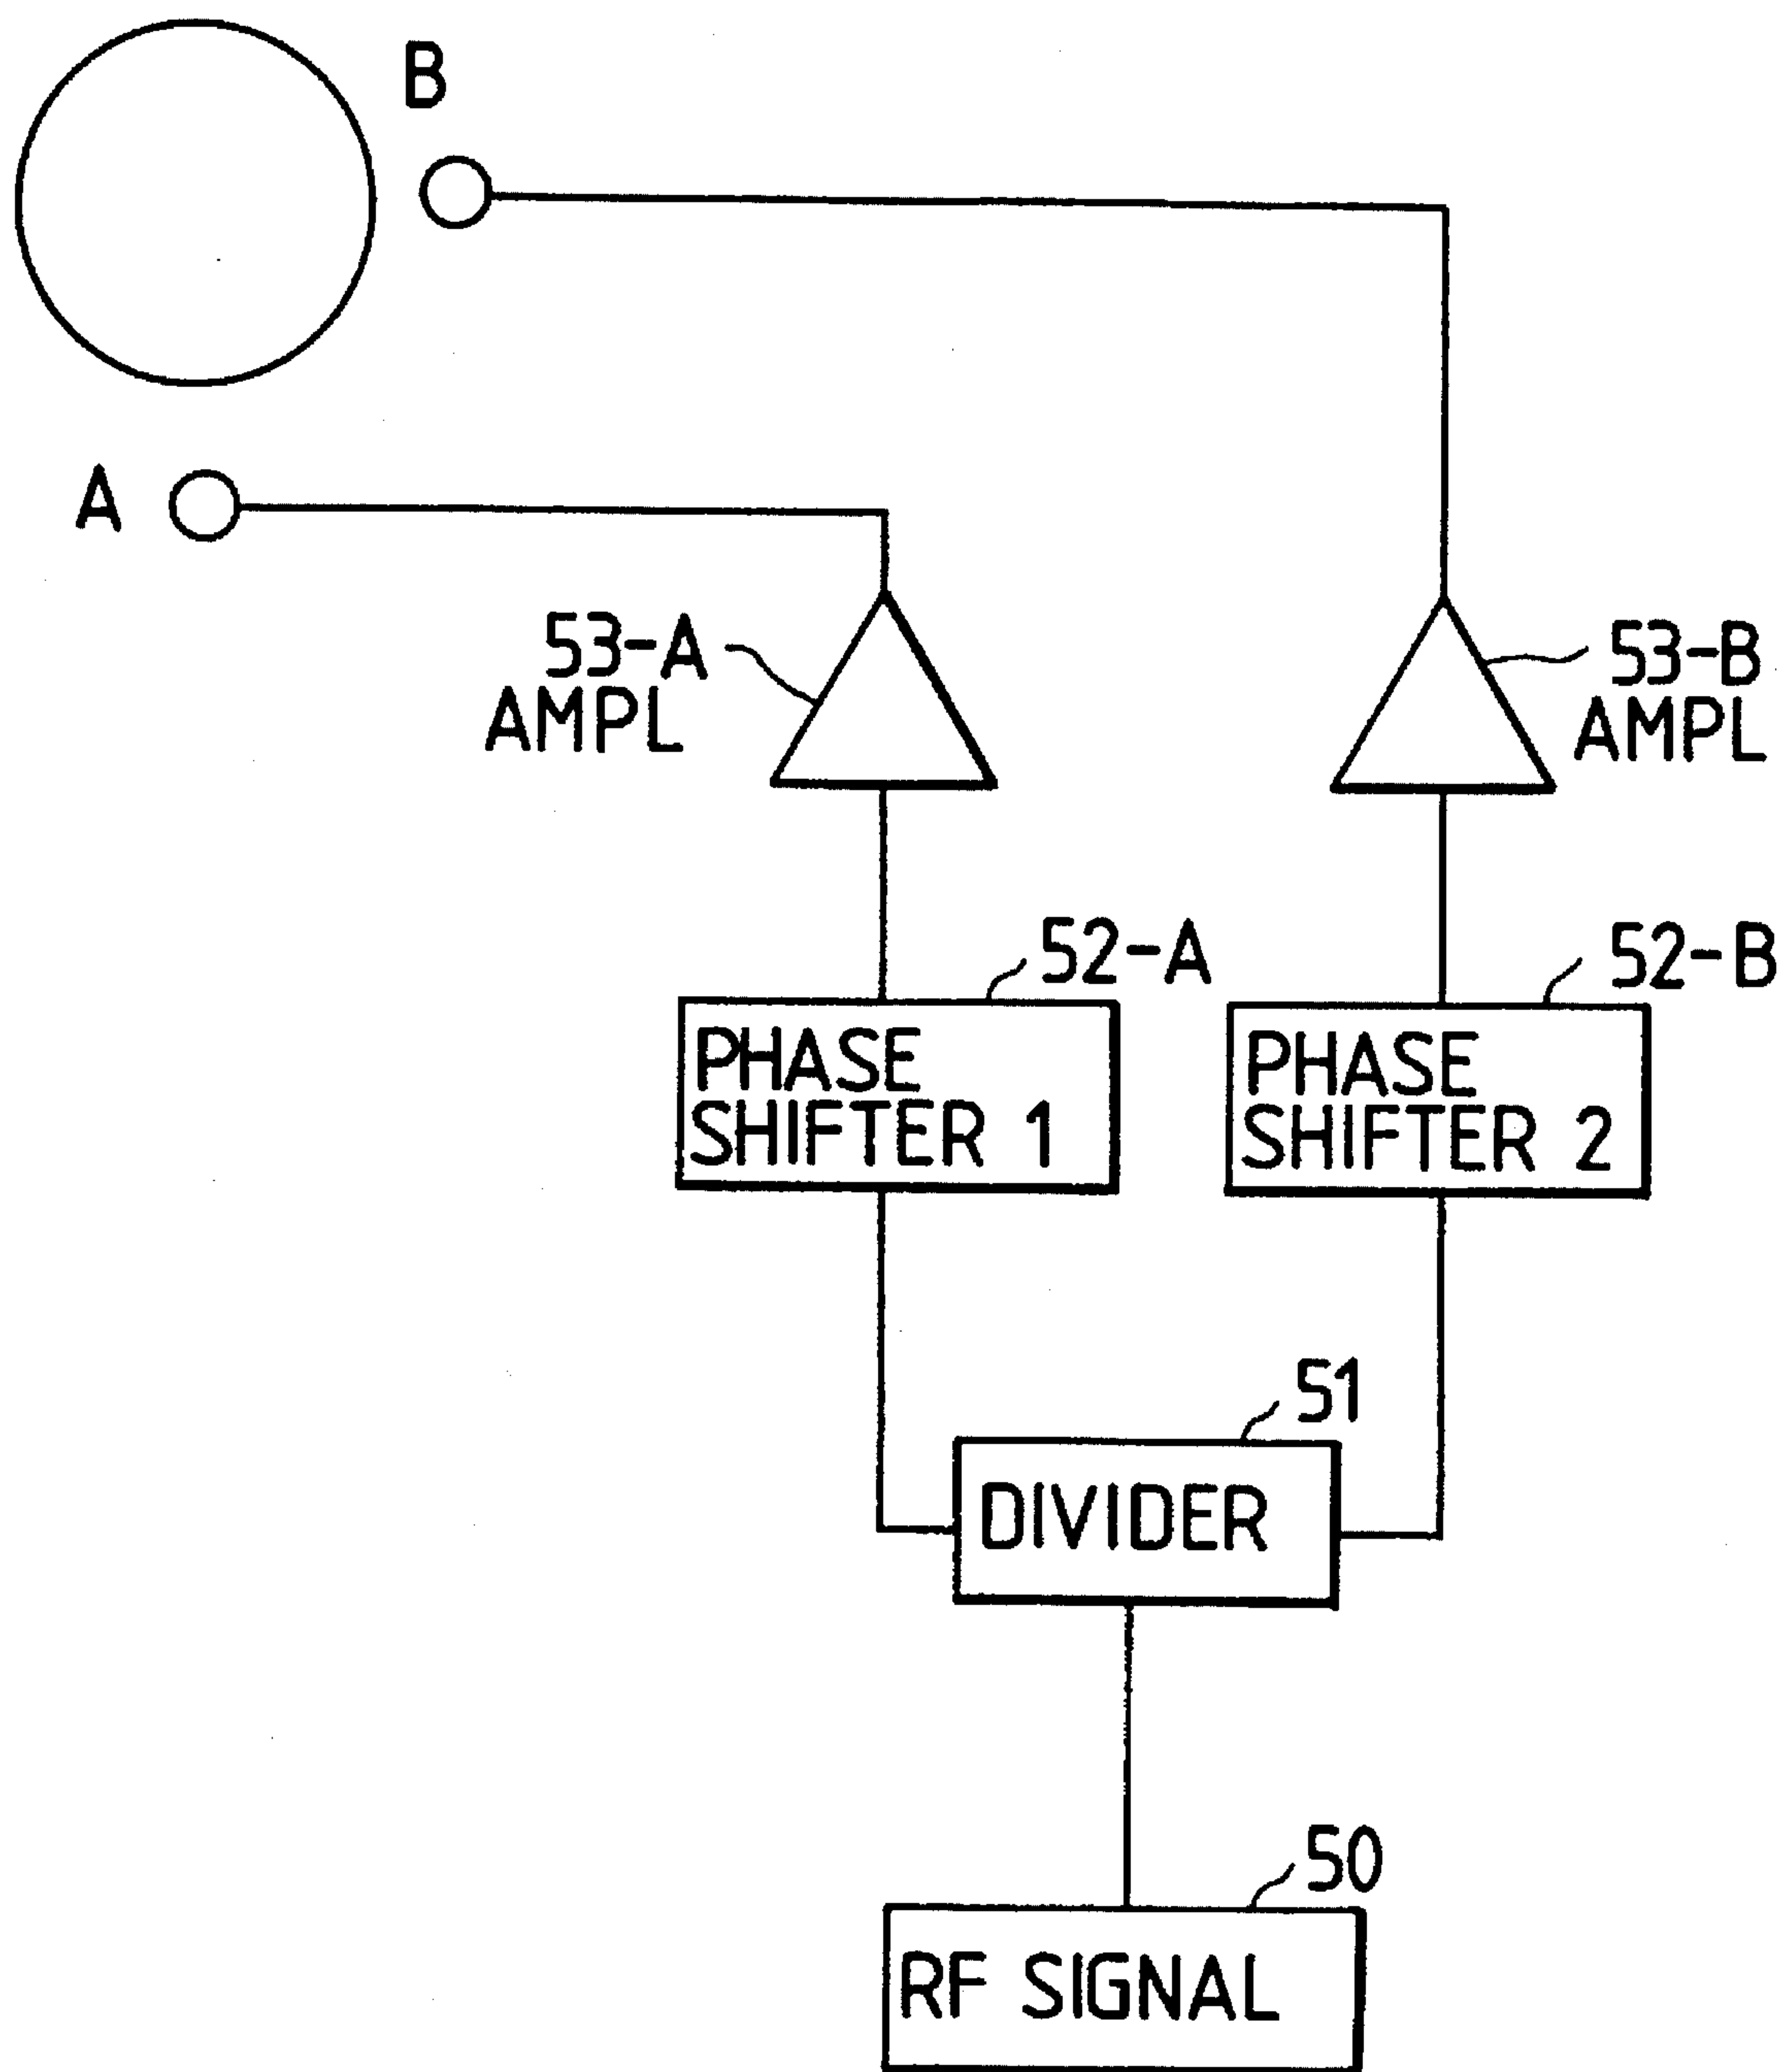 B
A
53-A
AMPL
53-B
AMPL
52-A
52-B
PHASE
SHIFTER 1
PHASE
SHIFTER 2
51
DIVIDER
50
RF SIGNAL